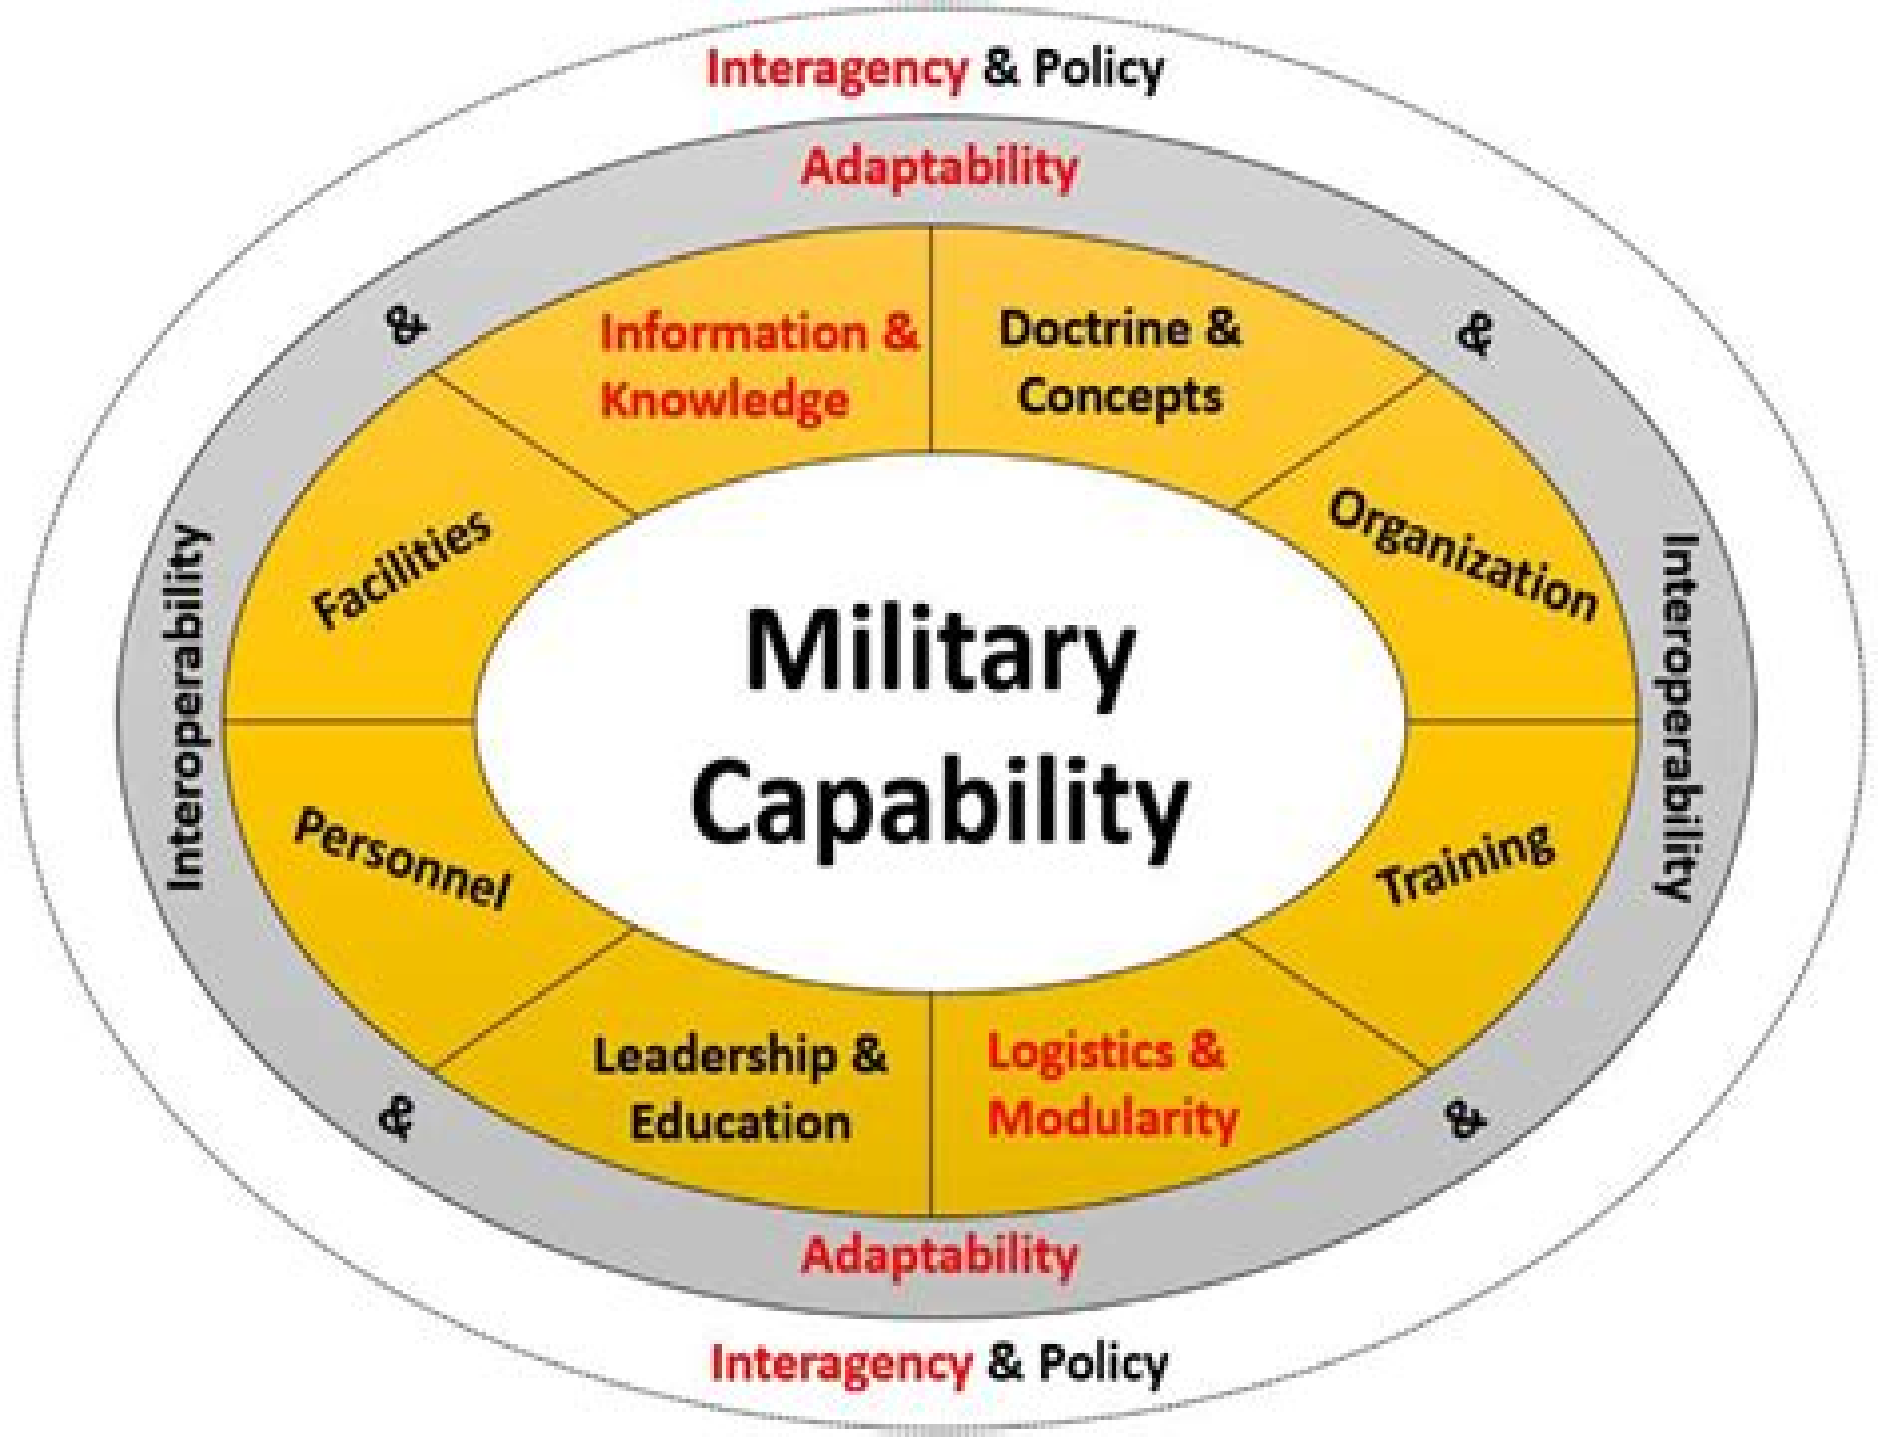 Interagency & Policy
Adaptability
&
&
Information &
Knowledge
Doctrine &
Concepts
Facilities
Organization
Interoperability
Military
Capability
Interoperability
Personnel
Training
Leadership &
Education
Logistics &
Modularity
&
&
Adaptability
Interagency & Policy